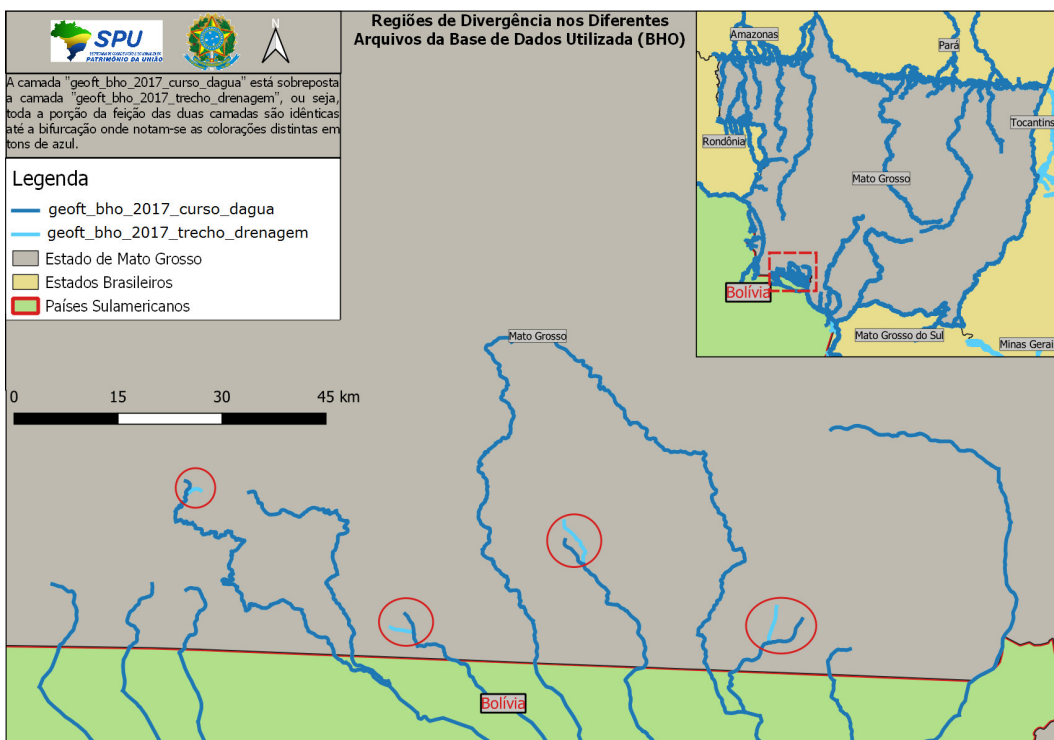 SPU
PATRIMÔNIO DA UNIÃO
Regiões de Divergência nos Diferentes
Arquivos da Base de Dados Utilizada (BHO)
A camada "geoft_bho_2017_curso_dagua" está sobreposta
a camada "geoft_bho_2017_trecho_drenagem", ou seja,
toda a porção da feição das duas camadas são idênticas
até a bifurcação onde notam-se as colorações distintas em
tons de azul.
Legenda
geoft_bho_2017_curso_dagua
geoft_bho_2017_trecho_drenagem
Estado de Mato Grosso
Estados Brasileiros
Países Sulamericanos
Amazonas
Pará
Tocantins
Rondônia
Mato Grosso
Bolívia
Mato Grosso do Sul
Minas Gerai
Mato Grosso
0 15 30 45 km
Bolívia